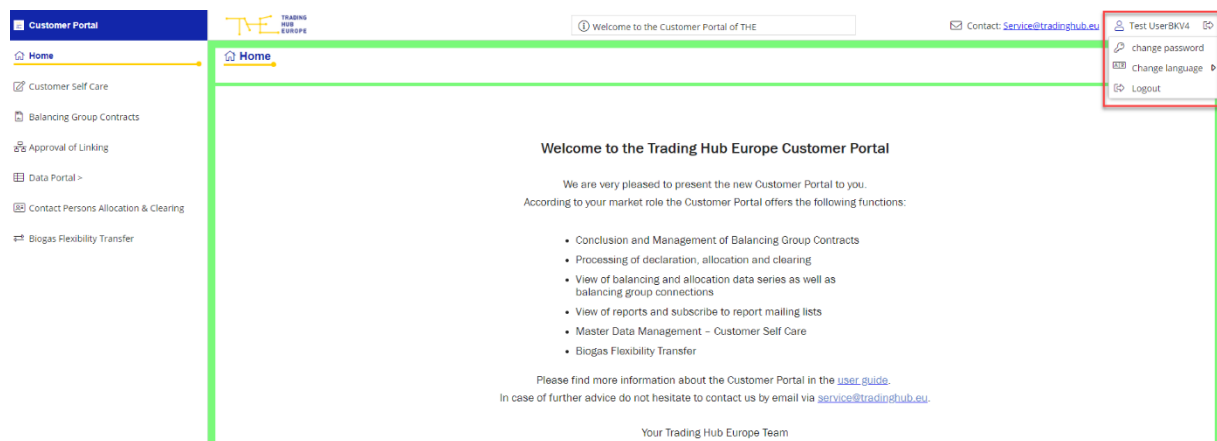 Customer Portal
THE TRADING
HUB
EUROPE
Welcome to the Customer Portal of THE
Contact: Service@tradinghub.eu
Test UserBKV4
change password
Change language
Logout
Home
Customer Self Care
Balancing Group Contracts
Approval of Linking
Data Portal >
Contact Persons Allocation & Clearing
Biogas Flexibility Transfer
Home
Welcome to the Trading Hub Europe Customer Portal
We are very pleased to present the new Customer Portal to you.
According to your market role the Customer Portal offers the following functions:
• Conclusion and Management of Balancing Group Contracts
• Processing of declaration, allocation and clearing
• View of balancing and allocation data series as well as
balancing group connections
• View of reports and subscribe to report mailing lists
• Master Data Management – Customer Self Care
• Biogas Flexibility Transfer
Please find more information about the Customer Portal in the user guide.
In case of further advice do not hesitate to contact us by email via service@tradinghub.eu.
Your Trading Hub Europe Team